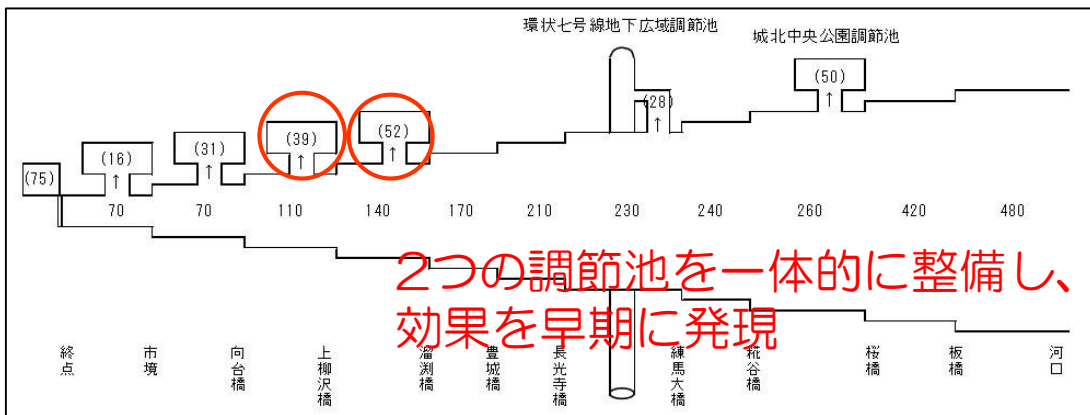 環状七号線地下広域調節池
城北中央公園調節池
(75)
(16)
↑
(31)
↑
(39)
↑
(52)
↑
(28)
↑
(50)
↑
70
70
110
140
170
210
230
240
260
420
480
2つの調節池を一体的に整備し、
効果を早期に発現
終点
市境
向台橋
上柳沢橋
溜渕橋
豊城橋
長光寺橋
練馬大橋
糀谷橋
桜橋
板橋
河口